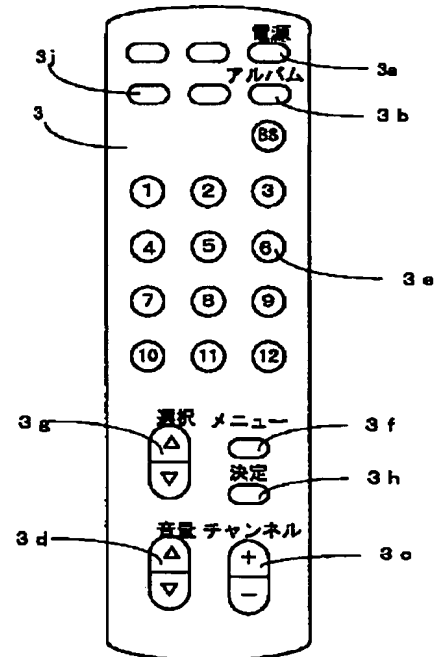 電源
3j
3a
アルバム
3
3b
BS
1 2 3
4 5 6
3e
7 8 9
10 11 12
選択 メニュー
3g
3f
決定
3h
音量 チャンネル
3d
+
3c
−